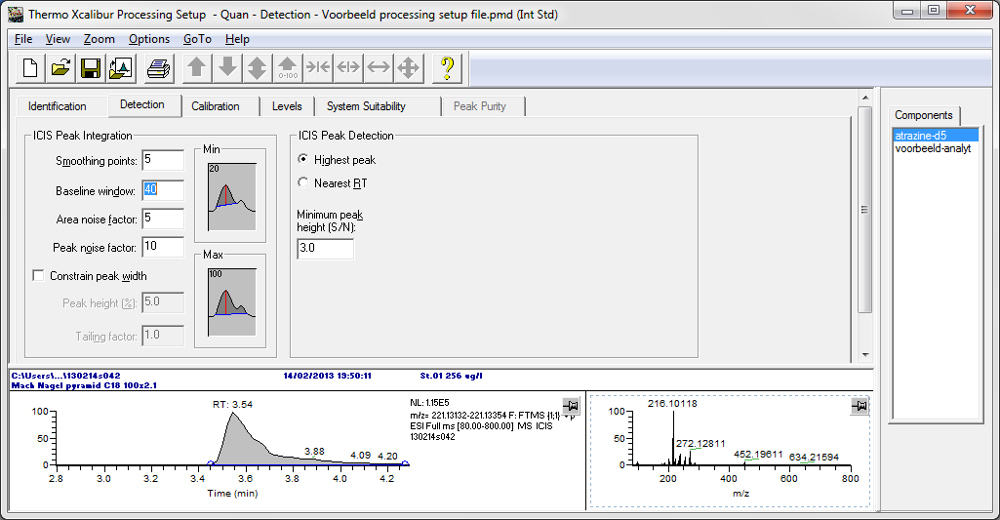 Thermo Xcalibur Processing Setup - Quan - Detection - Voorbeeld processing setup file.pmd (Int Std)
File View Zoom Options GoTo Help
0-100 ?
Identification Detection Calibration Levels System Suitability Peak Purity
Components
atrazine-d5
voorbeeld-analyt
ICIS Peak Integration
Smoothing points: 5
Baseline window: 40
Area noise factor: 5
Peak noise factor: 10
Constrain peak width
Peak height (%): 5.0
Tailing factor: 1.0
Min
20
Max
100
ICIS Peak Detection
Highest peak
Nearest RT
Minimum peak
height (S/N):
3.0
C:\Users\...\130214s042 14/02/2013 19:50:11 St.01 256 ug/l
Mach Nagel pyramid C18 100x2.1
RT: 3.54
100
50
0
3.88 4.09 4.20
2.8 3.0 3.2 3.4 3.6 3.8 4.0 4.2
Time (min)
NL: 1.15E5
m/z= 221.13132-221.13354 F: FTMS {1;1} + p
ESI Full ms [80.00-800.00] MS ICIS
130214s042
216.10118
100
50
0
272.12811
452.19611
634.21594
200 400 600 800
m/z